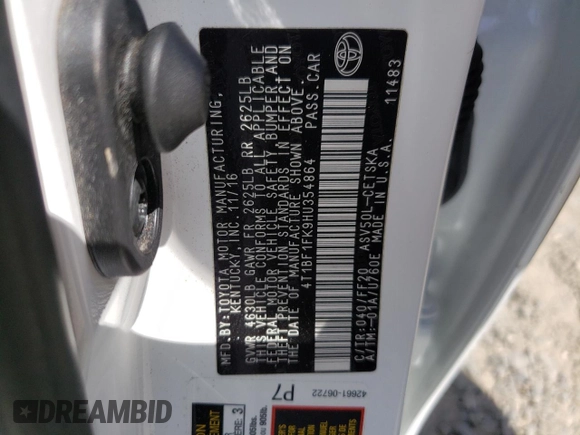 MFD. BY: TOYOTA MOTOR MANUFACTURING,
KENTUCKY, INC. 11/16
GVWR 4630LB GAWR FR 2625LB RR 2625LB
THIS VEHICLE CONFORMS TO ALL APPLICABLE
FEDERAL MOTOR VEHICLE SAFETY, BUMPER, AND
THEFT PREVENTION STANDARDS IN EFFECT ON
THE DATE OF MANUFACTURE SHOWN ABOVE.
4T1BF1FK9HU354864 PASS. CAR
C/TR: 040/FF20 ASV50L-CETSKA
A/TM: -01A/U760E MADE IN U.S.A. 11483
42661-06722
P7
3
DREAMBID